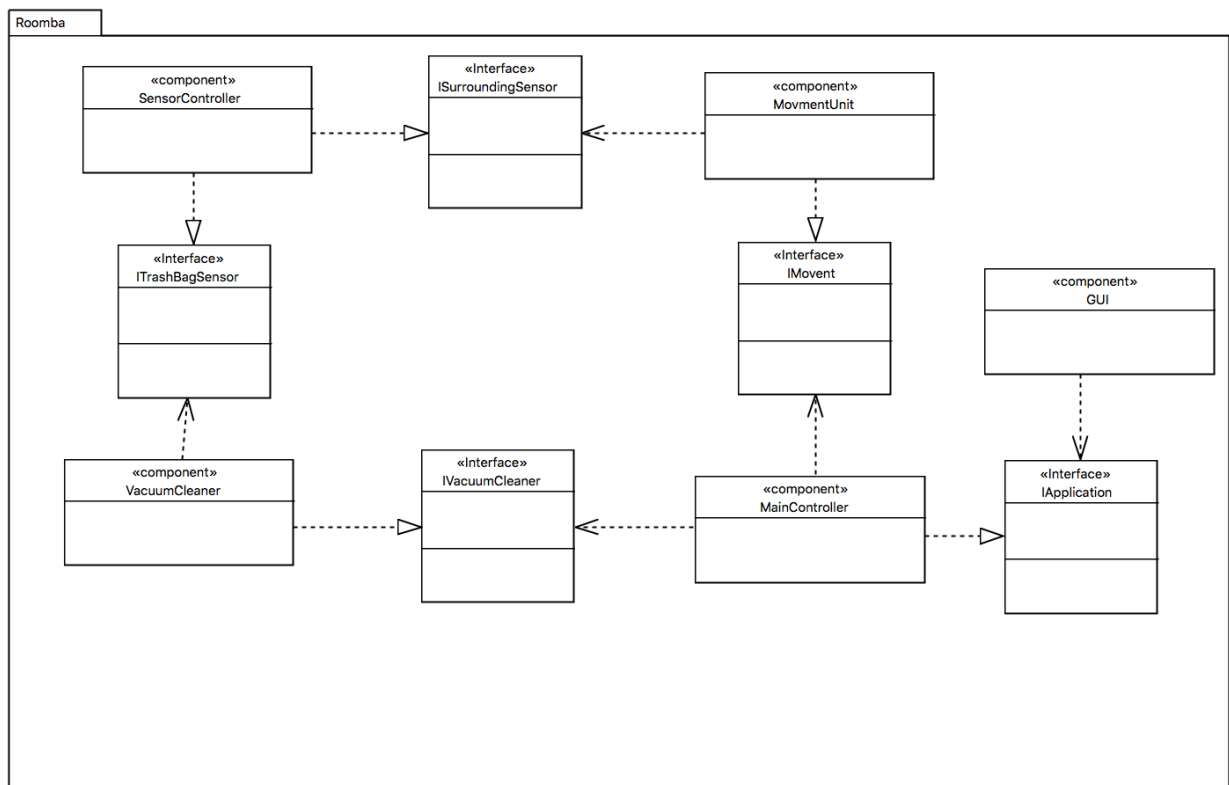 Roomba
«component»
SensorController
«Interface»
ISurroundingSensor
«component»
MovmentUnit
«Interface»
ITrashBagSensor
«Interface»
IMovent
«component»
GUI
«component»
VacuumCleaner
«Interface»
IVacuumCleaner
«component»
MainController
«Interface»
IApplication